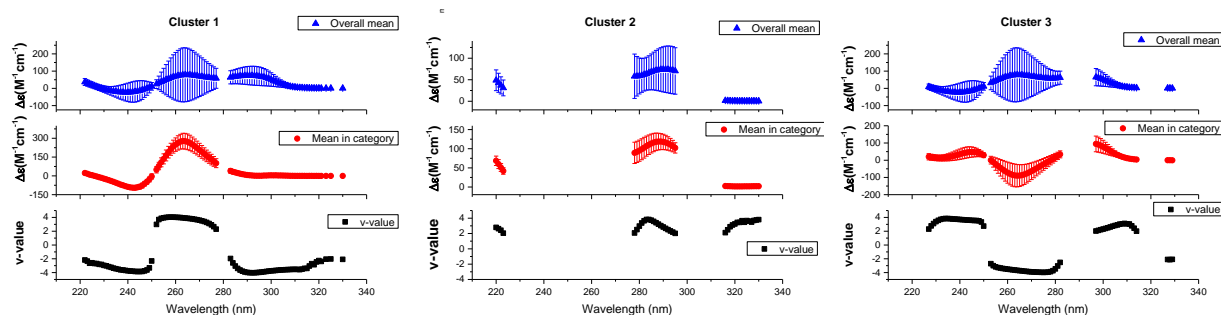 Cluster 1
Overall mean
200
100
0
-100
Δε(M⁻¹cm⁻¹)
Mean in category
300
150
0
-150
Δε(M⁻¹cm⁻¹)
v-value
4
2
0
-2
-4
v-value
220 240 260 280 300 320 340
Wavelength (nm)
Cluster 2
Overall mean
100
50
0
Δε(M⁻¹cm⁻¹)
Mean in category
150
100
50
0
Δε(M⁻¹cm⁻¹)
v-value
4
2
0
-2
-4
v-value
220 240 260 280 300 320 340
Wavelength (nm)
Cluster 3
Overall mean
200
100
0
-100
Δε(M⁻¹cm⁻¹)
Mean in category
100
0
-100
-200
Δε(M⁻¹cm⁻¹)
v-value
4
2
0
-2
-4
v-value
220 240 260 280 300 320 340
Wavelength (nm)